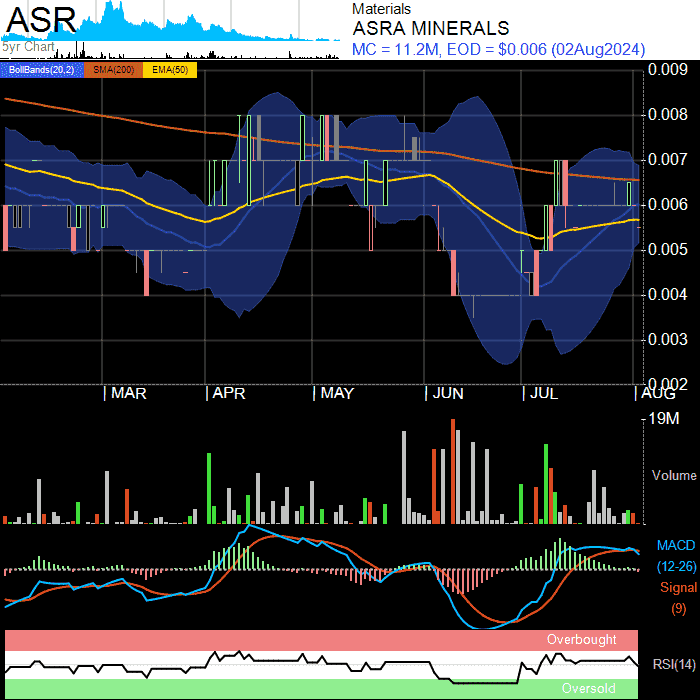 ASR
5yr Chart
Materials
ASRA MINERALS
MC = 11.2M, EOD = $0.006 (02Aug2024)
BollBands(20,2) SMA(200) EMA(50)
0.009
0.008
0.007
0.006
0.005
0.004
0.003
0.002
MAR APR MAY JUN JUL AUG
19M
Volume
MACD
(12-26)
Signal
(9)
Overbought
RSI(14)
Oversold